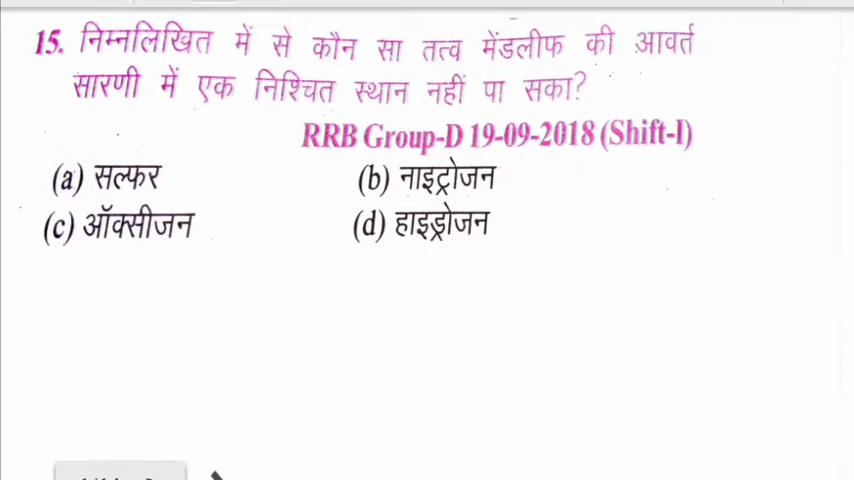 15. निम्नलिखित में से कौन सा तत्व मेंडलीफ की आवर्त
सारणी में एक निश्चित स्थान नहीं पा सका?
RRB Group-D 19-09-2018 (Shift-I)
(a) सल्फर (b) नाइट्रोजन
(c) ऑक्सीजन (d) हाइड्रोजन